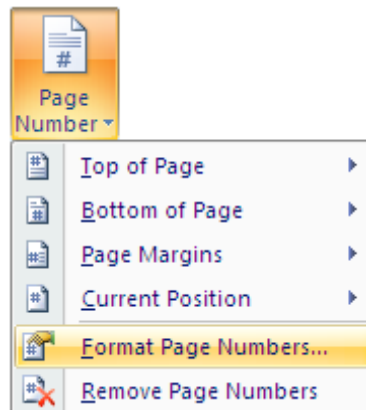 Page
Number
Top of Page
Bottom of Page
Page Margins
Current Position
Format Page Numbers...
Remove Page Numbers